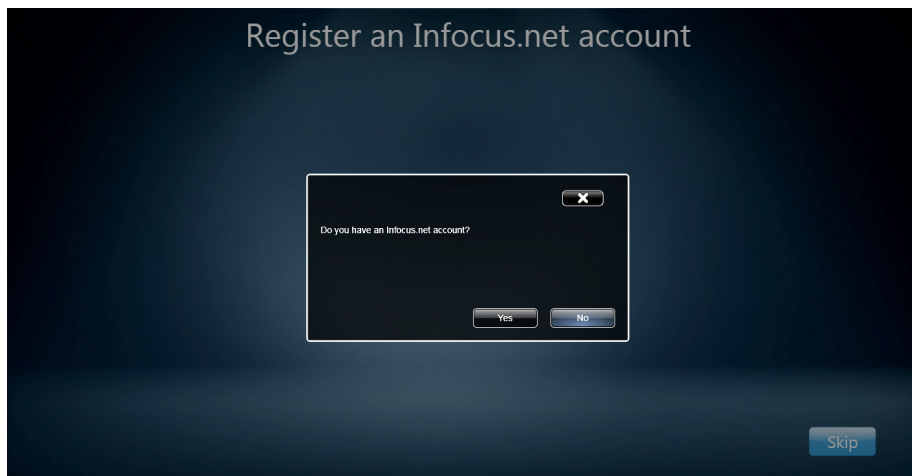 Register an Infocus.net account
Do you have an Infocus.net account?
Yes No
Skip